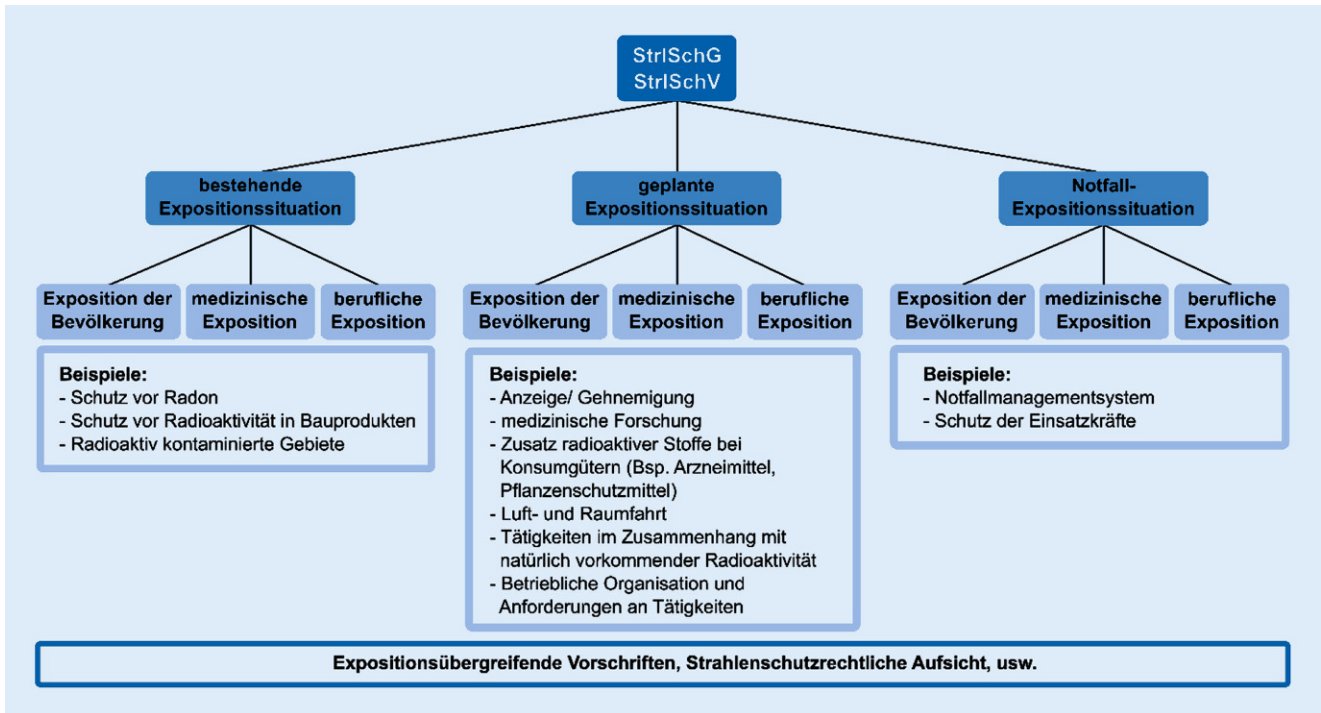 StrlSchG
StrlSchV
bestehende
Expositionssituation
geplante
Expositionssituation
Notfall-
Expositionssituation
Exposition der
Bevölkerung
medizinische
Exposition
berufliche
Exposition
Exposition der
Bevölkerung
medizinische
Exposition
berufliche
Exposition
Exposition der
Bevölkerung
medizinische
Exposition
berufliche
Exposition
Beispiele:
- Schutz vor Radon
- Schutz vor Radioaktivität in Bauprodukten
- Radioaktiv kontaminierte Gebiete
Beispiele:
- Anzeige/ Gehnemigung
- medizinische Forschung
- Zusatz radioaktiver Stoffe bei
Konsumgütern (Bsp. Arzneimittel,
Pflanzenschutzmittel)
- Luft- und Raumfahrt
- Tätigkeiten im Zusammenhang mit
natürlich vorkommender Radioaktivität
- Betriebliche Organisation und
Anforderungen an Tätigkeiten
Beispiele:
- Notfallmanagementsystem
- Schutz der Einsatzkräfte
Expositionsübergreifende Vorschriften, Strahlenschutzrechtliche Aufsicht, usw.